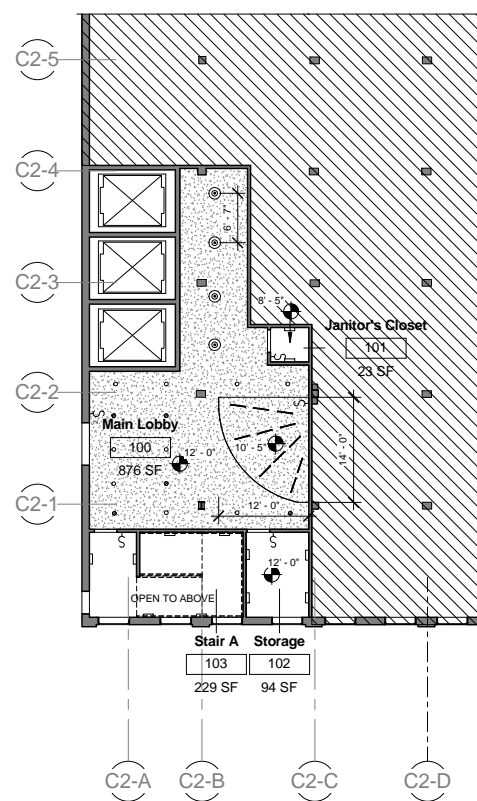 C2-5
C2-4
6' - 7"
C2-3
8' - 5"
Janitor's Closet
101
23 SF
C2-2
S
S
S
Main Lobby
100
876 SF
12' - 0"
10' - 5"
14' - 0"
C2-1
12' - 0"
S
S
12' - 0"
OPEN TO ABOVE
Stair A
Storage
103
102
229 SF
94 SF
C2-A
C2-B
C2-C
C2-D